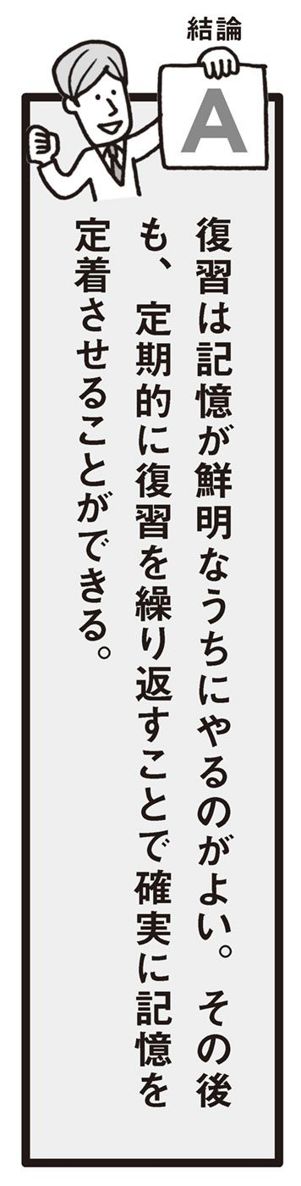 結論
A
復習は記憶が鮮明なうちにやるのがよい。その後
も、定期的に復習を繰り返すことで確実に記憶を
定着させることができる。